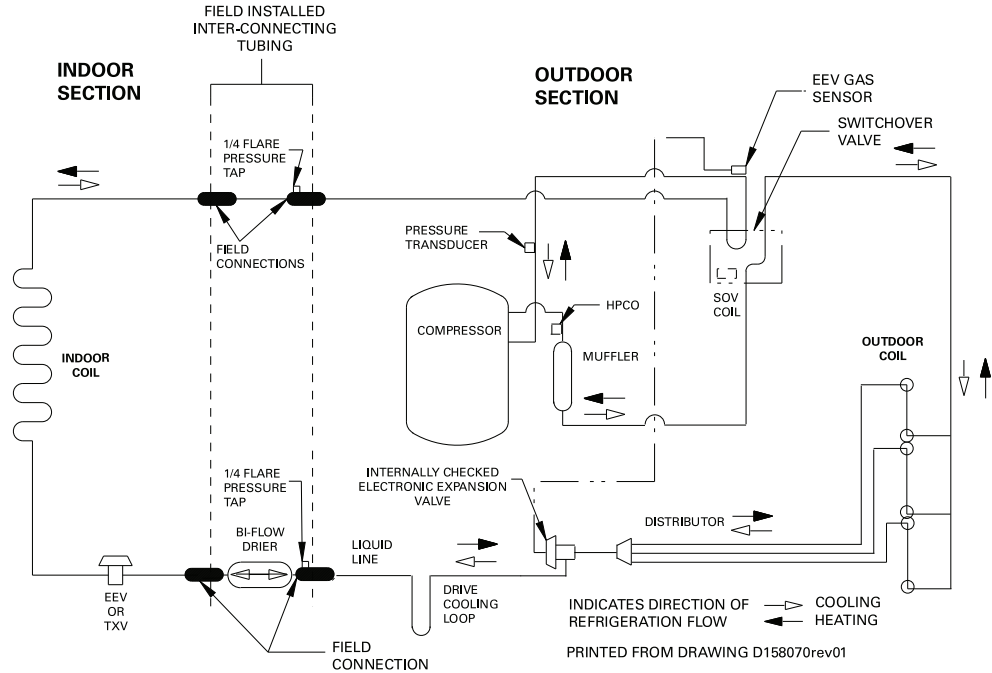 FIELD INSTALLED
INTER-CONNECTING
TUBING
INDOOR
SECTION
OUTDOOR
SECTION
EEV GAS
SENSOR
SWITCHOVER
VALVE
1/4 FLARE
PRESSURE
TAP
FIELD
CONNECTIONS
PRESSURE
TRANSDUCER
SOV
COIL
HPCO
COMPRESSOR
MUFFLER
INDOOR
COIL
OUTDOOR
COIL
1/4 FLARE
PRESSURE
TAP
INTERNALLY CHECKED
ELECTRONIC EXPANSION
VALVE
DISTRIBUTOR
BI-FLOW
DRIER
LIQUID
LINE
EEV
OR
TXV
DRIVE
COOLING
LOOP
FIELD
CONNECTION
INDICATES DIRECTION OF
REFRIGERATION FLOW
COOLING
HEATING
PRINTED FROM DRAWING D158070rev01